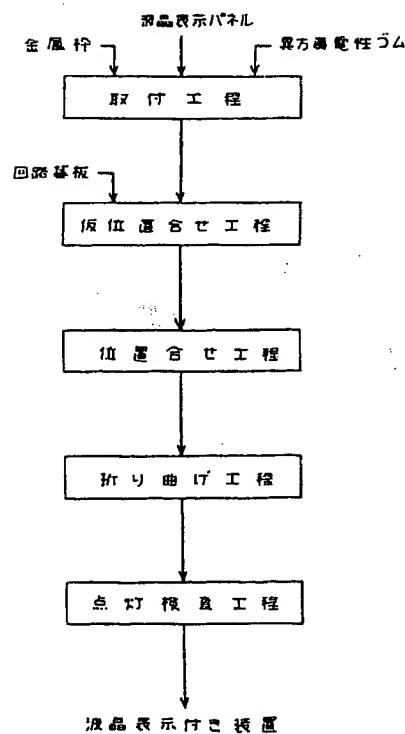 液晶表示パネル
金属枠
異方導電性ゴム
取付工程
回路基板
仮位置合せ工程
位置合せ工程
折り曲げ工程
点灯検査工程
液晶表示付き装置